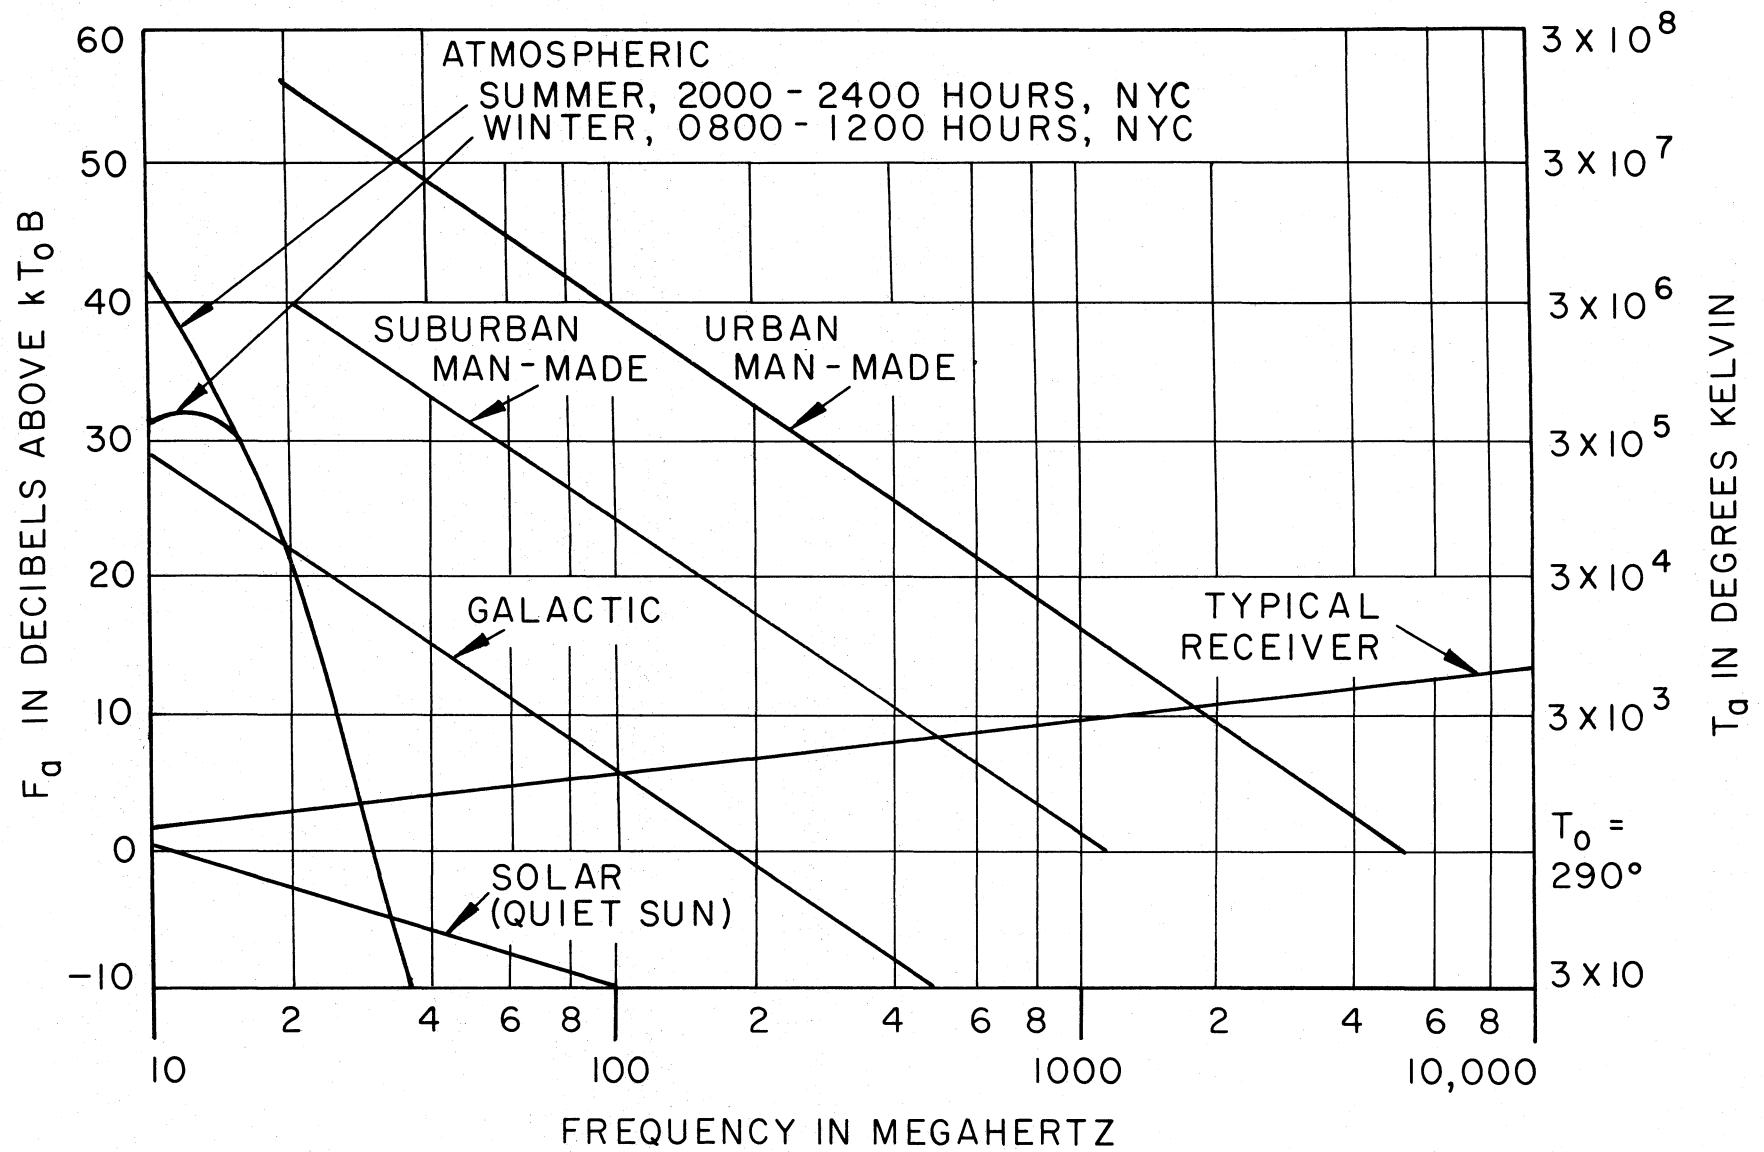 60
50
40
30
20
10
0
-10
F_a IN DECIBELS ABOVE kT_0B
ATMOSPHERIC
SUMMER, 2000-2400 HOURS, NYC
WINTER, 0800-1200 HOURS, NYC
SUBURBAN
MAN-MADE
URBAN
MAN-MADE
GALACTIC
TYPICAL
RECEIVER
SOLAR
(QUIET SUN)
3 X 10^8
3 X 10^7
3 X 10^6
3 X 10^5
3 X 10^4
3 X 10^3
T_0 =
290°
3 X 10
T_a IN DEGREES KELVIN
2 4 6 8 2 4 6 8 2 4 6 8
10 100 1000 10,000
FREQUENCY IN MEGAHERTZ